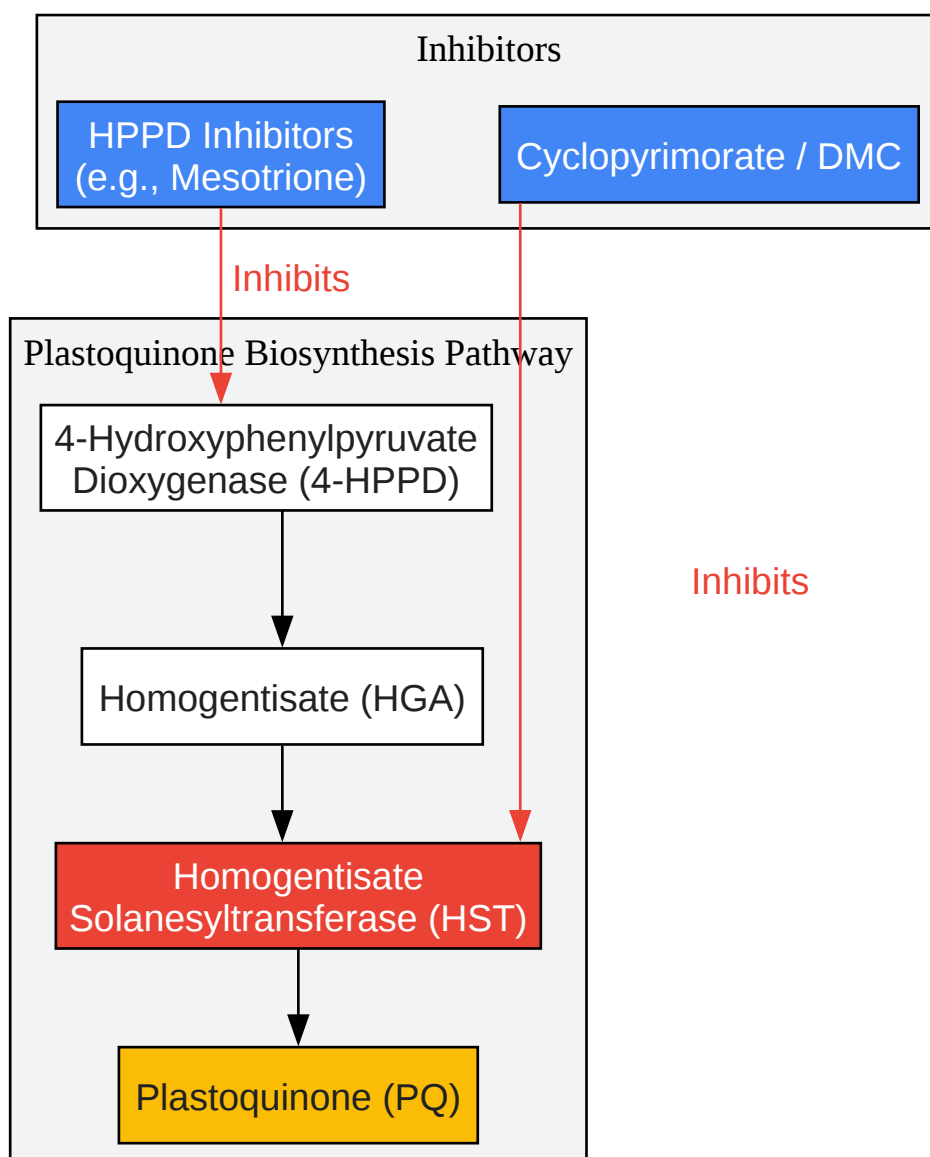 Inhibitors
HPPD Inhibitors
(e.g., Mesotrione)
Cyclopyrimorate / DMC
Inhibits
Plastoquinone Biosynthesis Pathway
4-Hydroxyphenylpyruvate
Dioxygenase (4-HPPD)
Inhibits
Homogentisate (HGA)
Homogentisate
Solanesyltransferase (HST)
Plastoquinone (PQ)